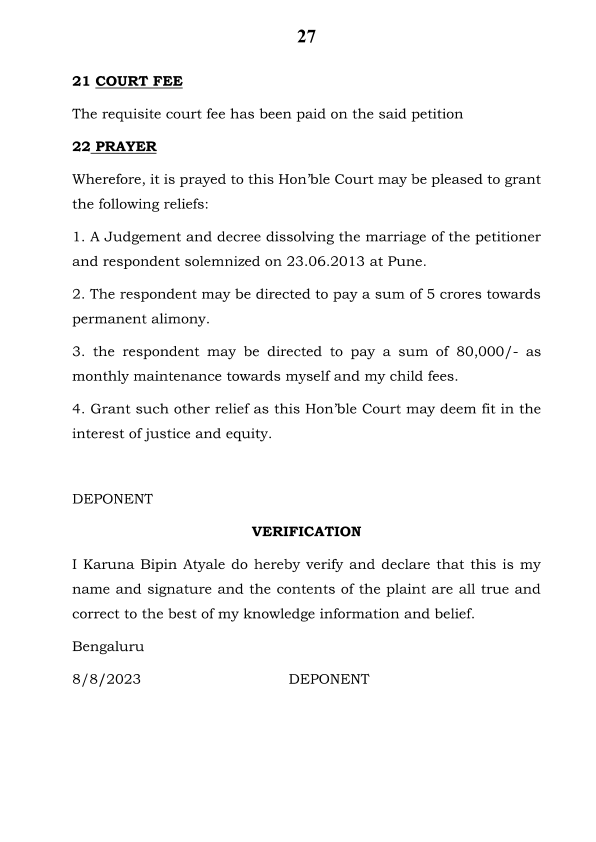 27
21 COURT FEE
The requisite court fee has been paid on the said petition
22 PRAYER
Wherefore, it is prayed to this Hon’ble Court may be pleased to grant
the following reliefs:
1. A Judgement and decree dissolving the marriage of the petitioner
and respondent solemnized on 23.06.2013 at Pune.
2. The respondent may be directed to pay a sum of 5 crores towards
permanent alimony.
3. the respondent may be directed to pay a sum of 80,000/- as
monthly maintenance towards myself and my child fees.
4. Grant such other relief as this Hon’ble Court may deem fit in the
interest of justice and equity.
DEPONENT
VERIFICATION
I Karuna Bipin Atyale do hereby verify and declare that this is my
name and signature and the contents of the plaint are all true and
correct to the best of my knowledge information and belief.
Bengaluru
8/8/2023 DEPONENT